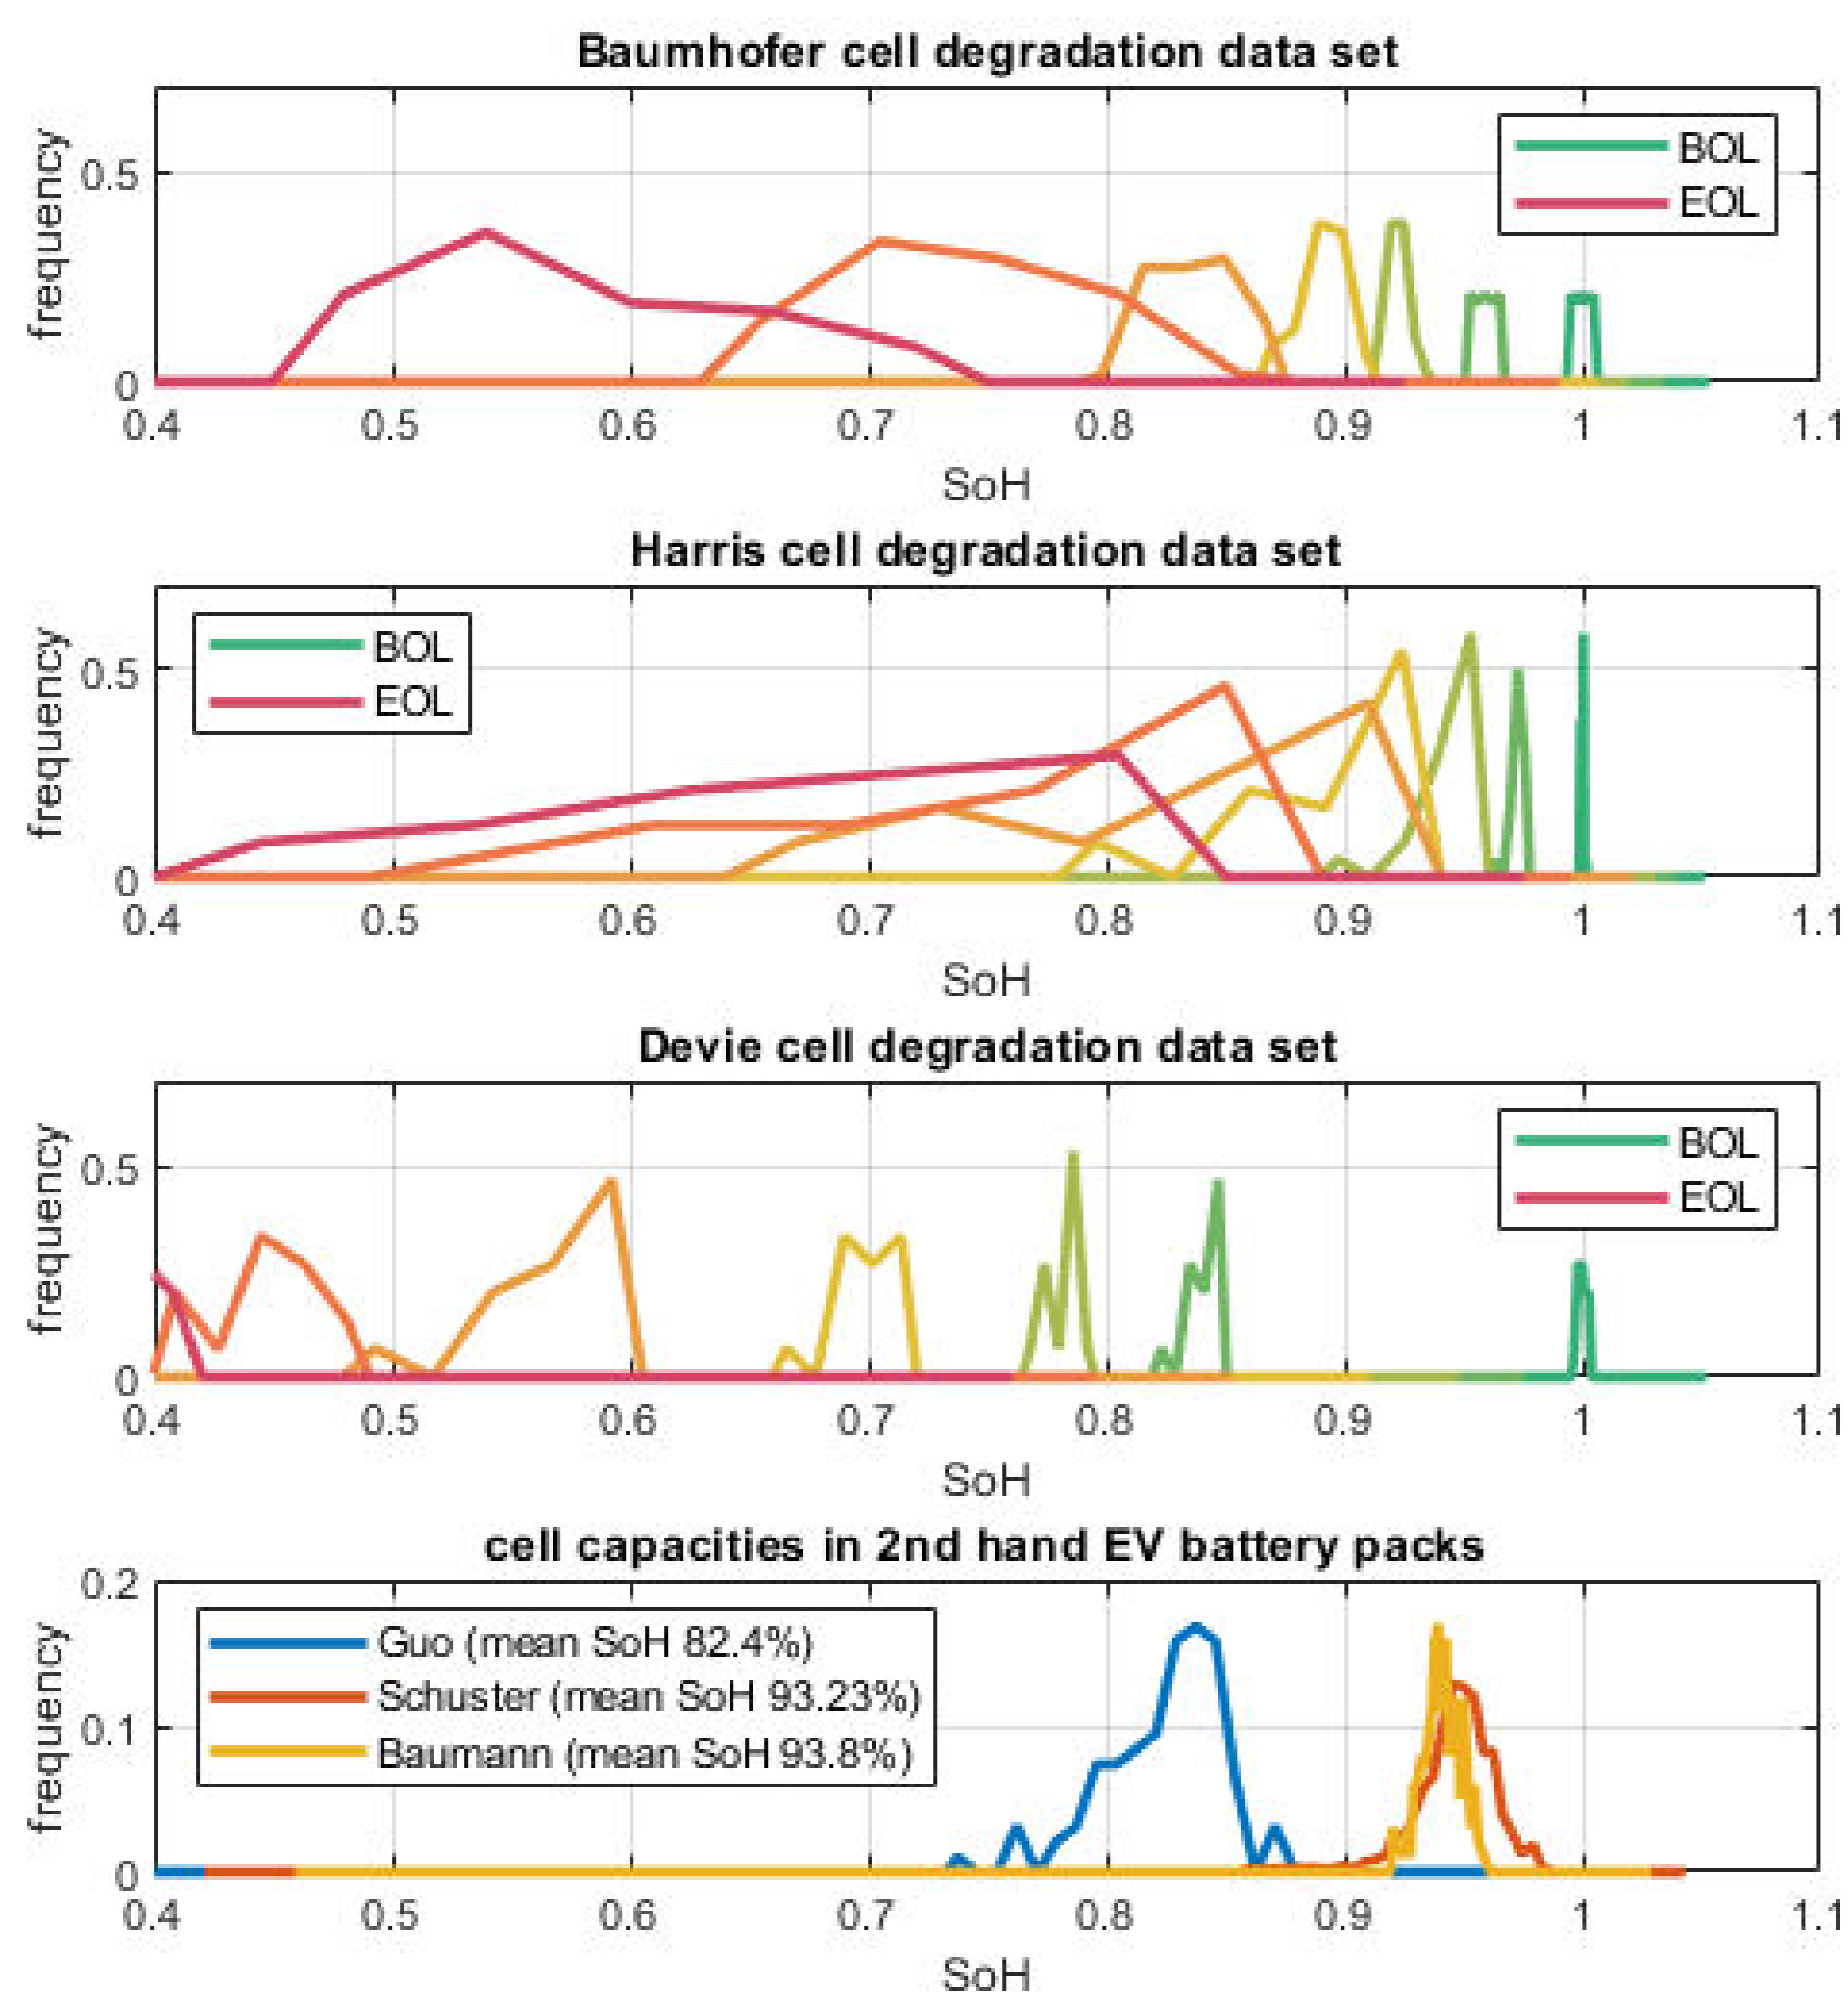 Baumhofer cell degradation data set
frequency
0.5
0
BOL
EOL
0.4 0.5 0.6 0.7 0.8 0.9 1 1.1
SoH
Harris cell degradation data set
frequency
0.5
0
BOL
EOL
0.4 0.5 0.6 0.7 0.8 0.9 1 1.1
SoH
Devie cell degradation data set
frequency
0.5
0
BOL
EOL
0.4 0.5 0.6 0.7 0.8 0.9 1 1.1
SoH
cell capacities in 2nd hand EV battery packs
frequency
0.2
0.1
0
Guo (mean SoH 82.4%)
Schuster (mean SoH 93.23%)
Baumann (mean SoH 93.8%)
0.4 0.5 0.6 0.7 0.8 0.9 1 1.1
SoH